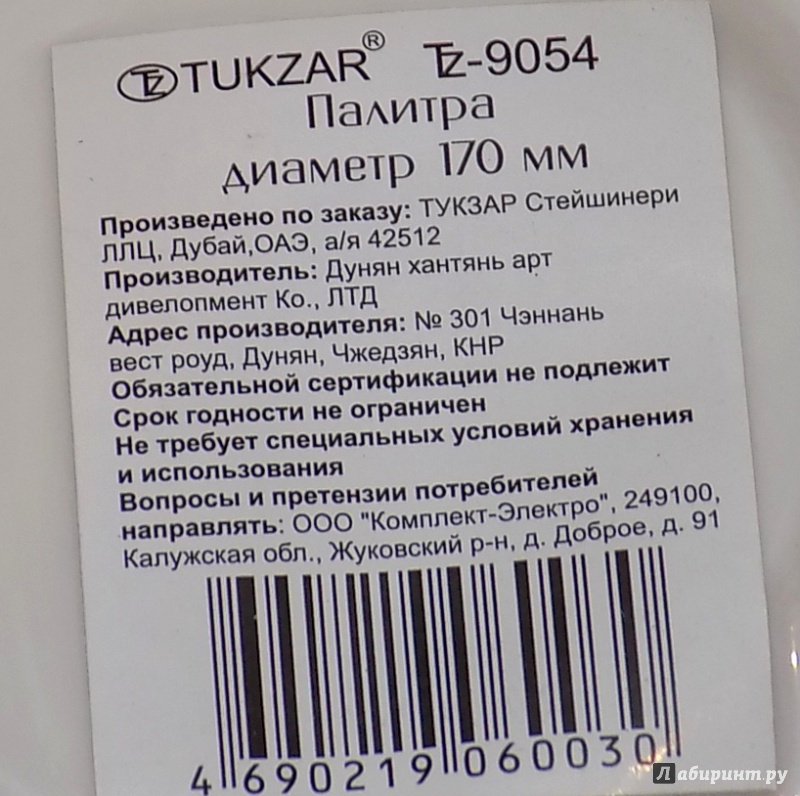 TZ TUKZAR® TZ-9054
Палитра
диаметр 170 мм
Произведено по заказу: ТУКЗАР Стейшинери
ЛЛЦ, Дубай,ОАЭ, а/я 42512
Производитель: Дунян хантянь арт
дивелопмент Ко., ЛТД
Адрес производителя: № 301 Чэннань
вест роуд, Дунян, Чжедзян, КНР
Обязательной сертификации не подлежит
Срок годности не ограничен
Не требует специальных условий хранения
и использования
Вопросы и претензии потребителей
направлять: ООО "Комплект-Электро", 249100,
Калужская обл., Жуковский р-н, д. Доброе, д. 91
4 690219 060030
Лабиринт.ру